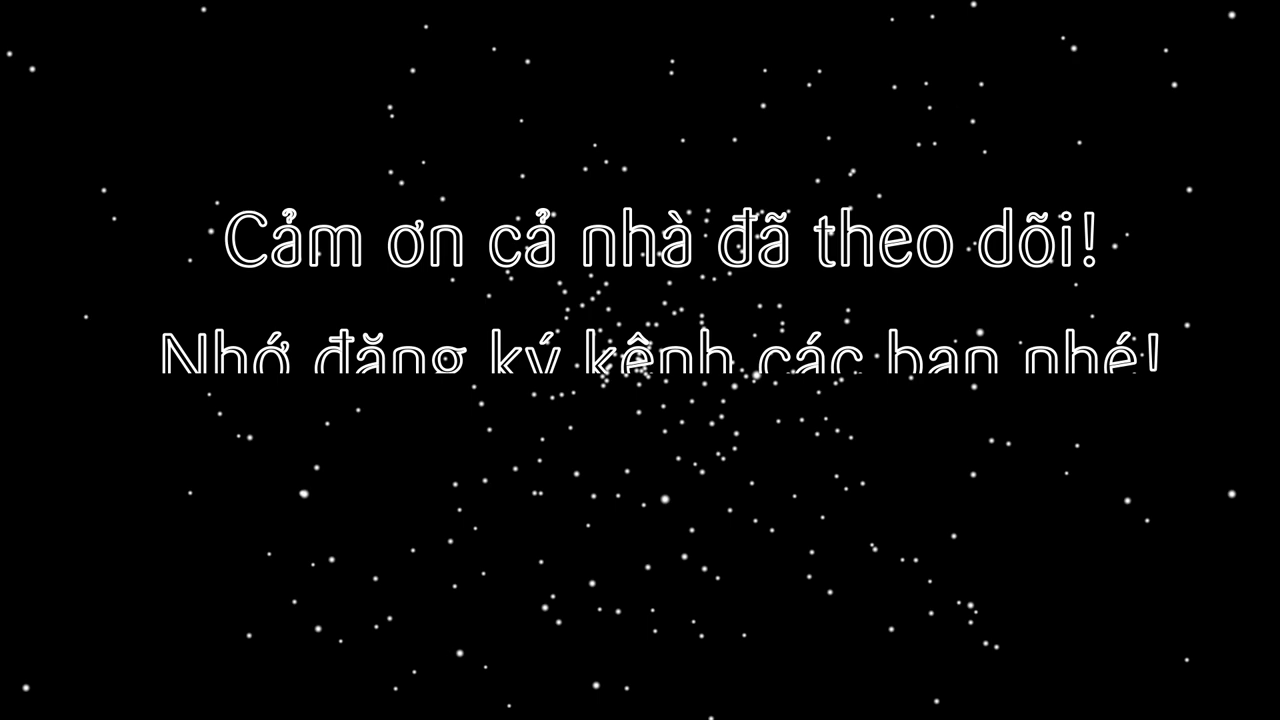 Cảm ơn cả nhà đã theo dõi!
Nhớ đăng ký kênh các bạn nhé!